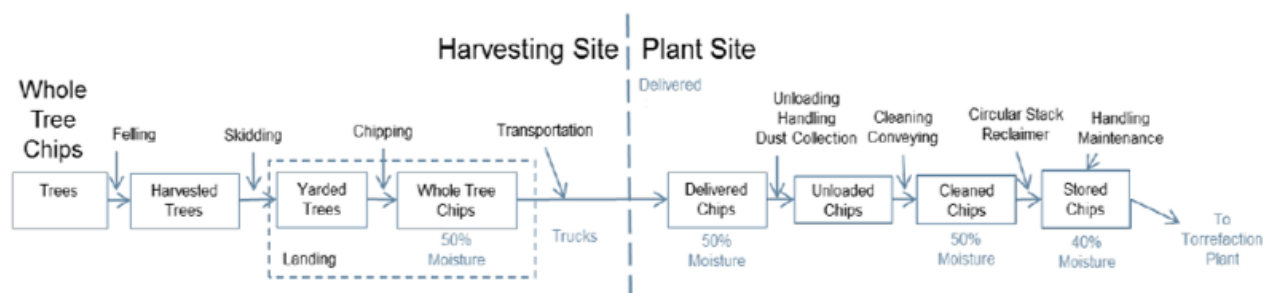 Harvesting Site
Plant Site
Delivered
Whole
Tree
Chips
Felling
Skidding
Chipping
Transportation
Unloading
Handling
Dust Collection
Cleaning
Conveying
Circular Stack
Reclaimer
Handling
Maintenance
Trees
Harvested
Trees
Yarded
Trees
Whole Tree
Chips
Delivered
Chips
Unloaded
Chips
Cleaned
Chips
Stored
Chips
Landing
50%
Moisture
Trucks
50%
Moisture
50%
Moisture
40%
Moisture
To
Torrefaction
Plant